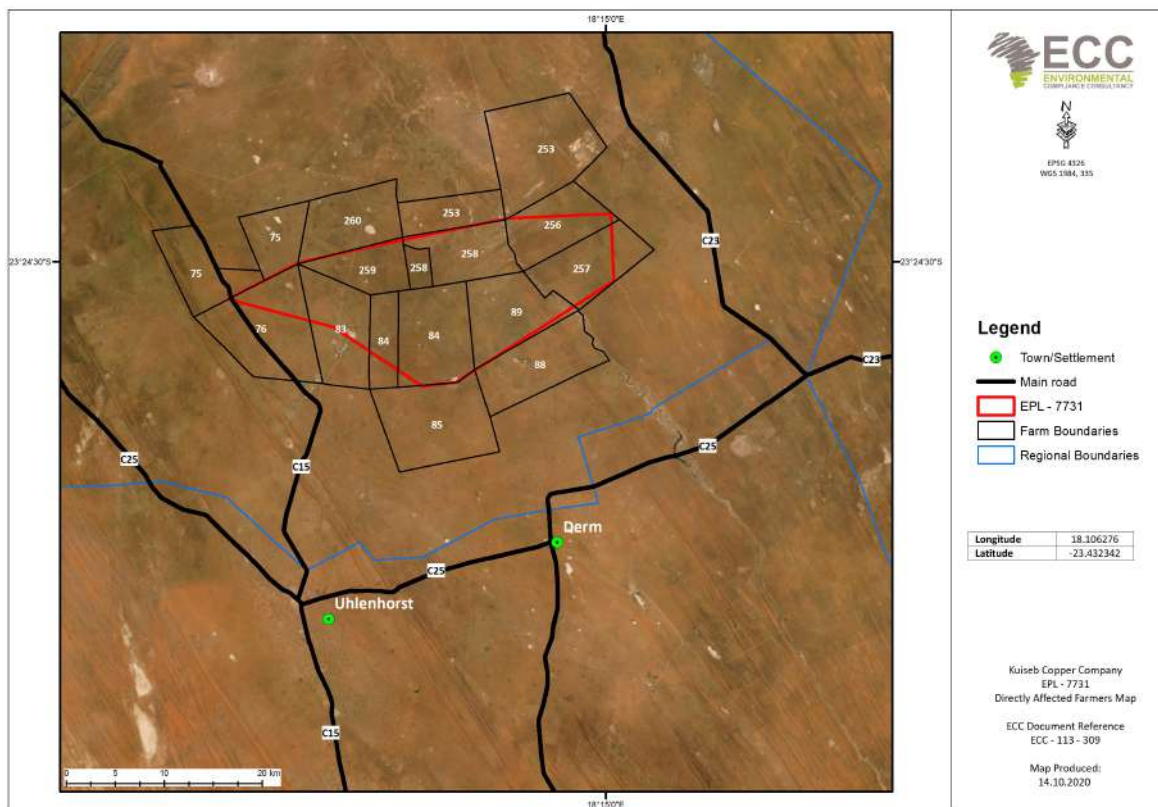 18°15'0"E
253
260
253
75
256
258
75
259
258
257
76
83
84
84
89
88
85
23°24'30"S
23°24'30"S
C23
C23
C25
C15
C25
Derm
C25
Uhlenhorst
C15
0 5 10 20 km
18°15'0"E
ECC
ENVIRONMENTAL
COMPLIANCE CONSULTANCY
N
EPSG 4326
WGS 1984, 33S
Legend
Town/Settlement
Main road
EPL - 7731
Farm Boundaries
Regional Boundaries
Longitude 18.106276
Latitude -23.432342
Kuiseb Copper Company
EPL - 7731
Directly Affected Farmers Map
ECC Document Reference
ECC - 113 - 309
Map Produced:
14.10.2020